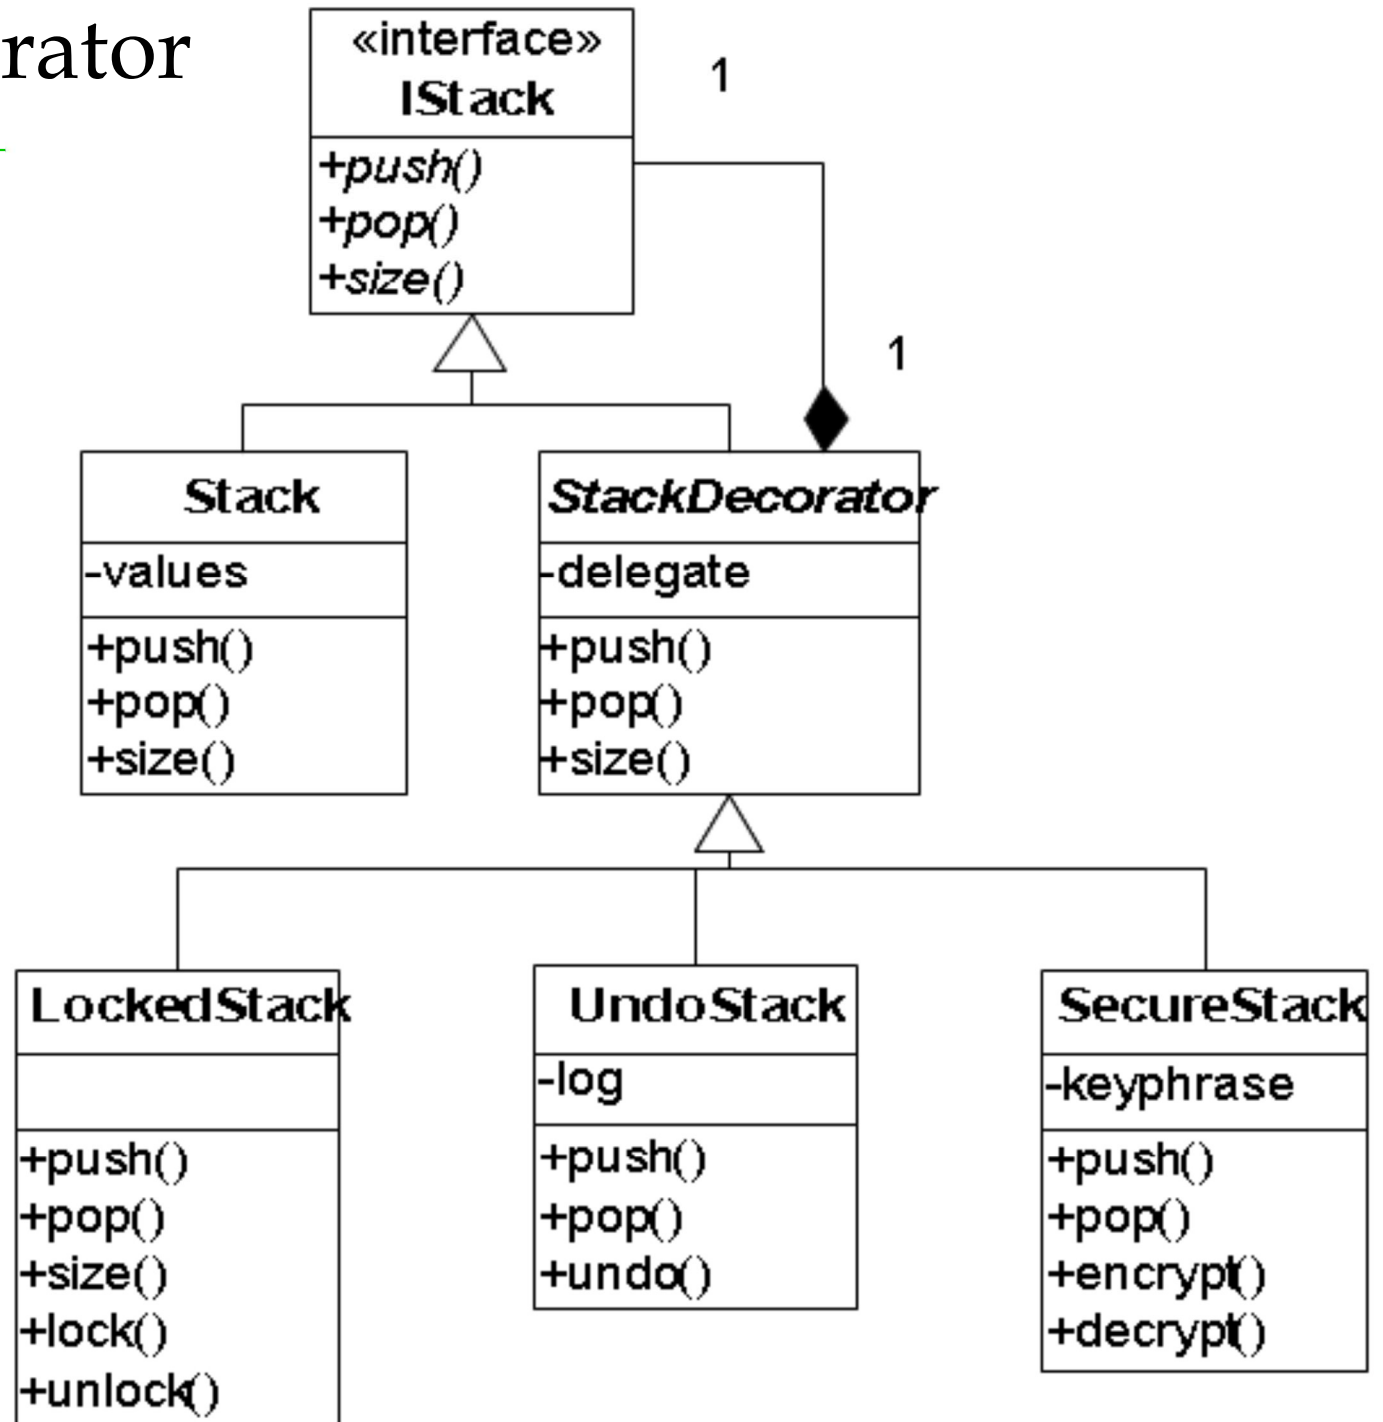 rator
«interface»
IStack
1
+push()
+pop()
+size()
1
Stack
-values
+push()
+pop()
+size()
StackDecorator
-delegate
+push()
+pop()
+size()
LockedStack
+push()
+pop()
+size()
+lock()
+unlock()
UndoStack
-log
+push()
+pop()
+undo()
SecureStack
-keyphrase
+push()
+pop()
+encrypt()
+decrypt()